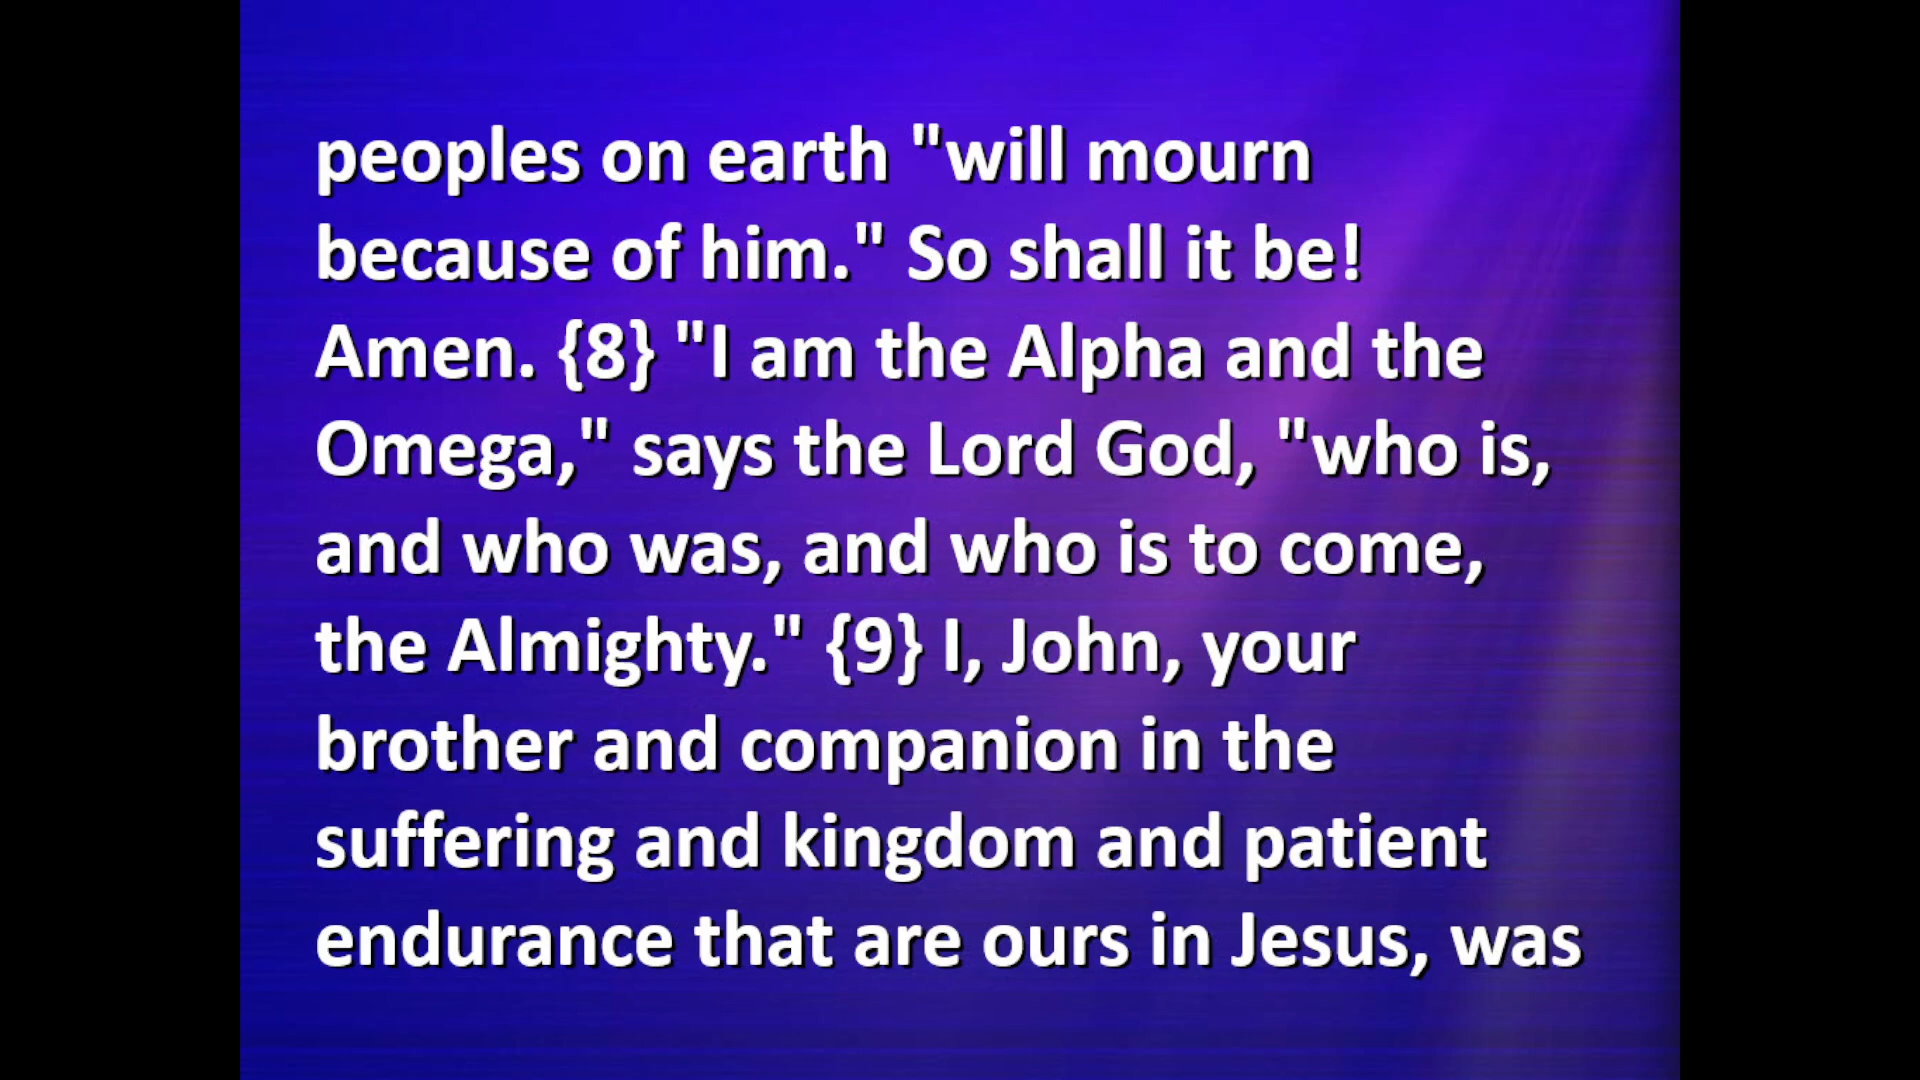 peoples on earth "will mourn
because of him." So shall it be!
Amen. {8} "I am the Alpha and the
Omega," says the Lord God, "who is,
and who was, and who is to come,
the Almighty." {9} I, John, your
brother and companion in the
suffering and kingdom and patient
endurance that are ours in Jesus, was